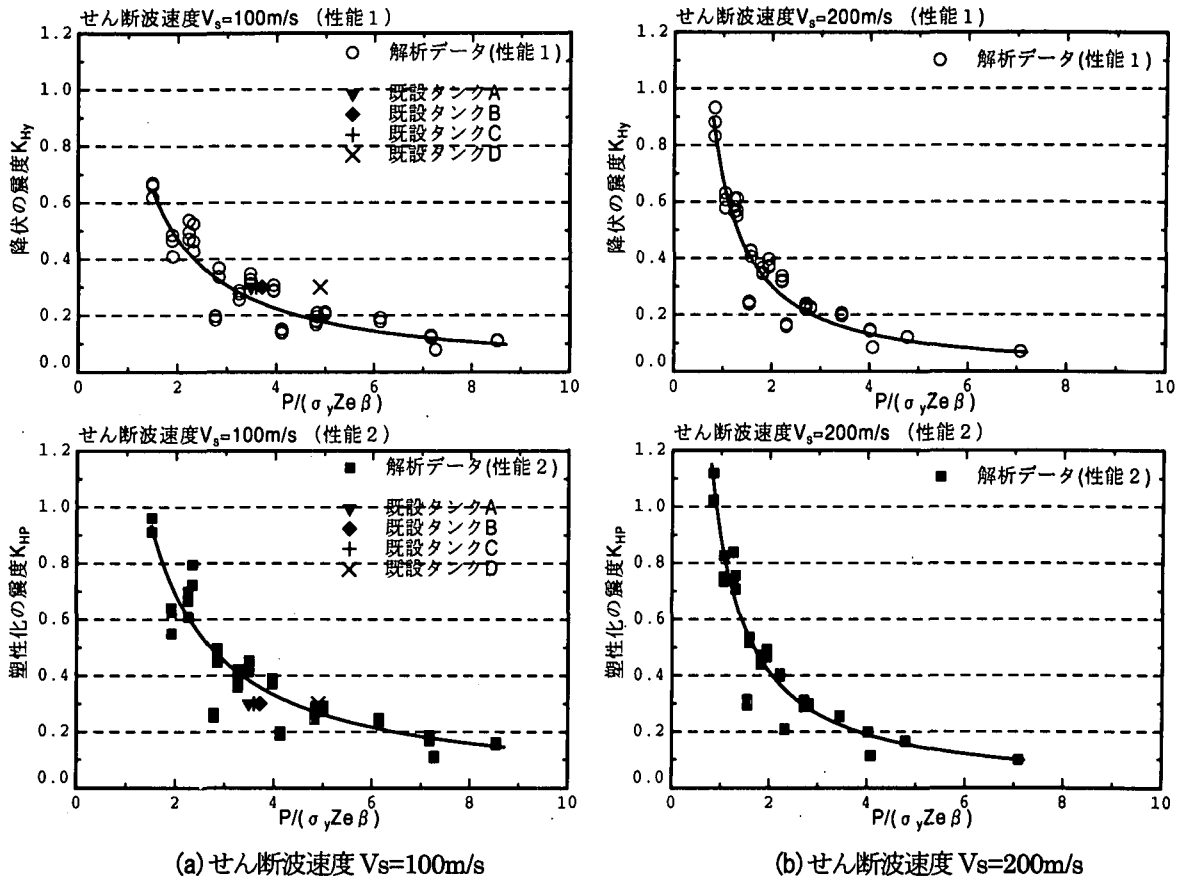 せん断波速度Vs=100m/s (性能1)
1.2
1.0
0.8
0.6
0.4
0.2
0.0
降伏の震度KHy
解析データ(性能1)
既設タンクA
既設タンクB
既設タンクC
既設タンクD
0 2 4 6 8 10
P/(σyZeβ)
せん断波速度Vs=200m/s (性能1)
1.2
1.0
0.8
0.6
0.4
0.2
0.0
降伏の震度KHy
解析データ(性能1)
0 2 4 6 8 10
P/(σyZeβ)
せん断波速度Vs=100m/s (性能2)
1.2
1.0
0.8
0.6
0.4
0.2
0.0
塑性化の震度KHP
解析データ(性能2)
既設タンクA
既設タンクB
既設タンクC
既設タンクD
0 2 4 6 8 10
P/(σyZeβ)
せん断波速度Vs=200m/s (性能2)
1.2
1.0
0.8
0.6
0.4
0.2
0.0
塑性化の震度KHP
解析データ(性能2)
0 2 4 6 8 10
P/(σyZeβ)
(a) せん断波速度 Vs=100m/s
(b) せん断波速度 Vs=200m/s